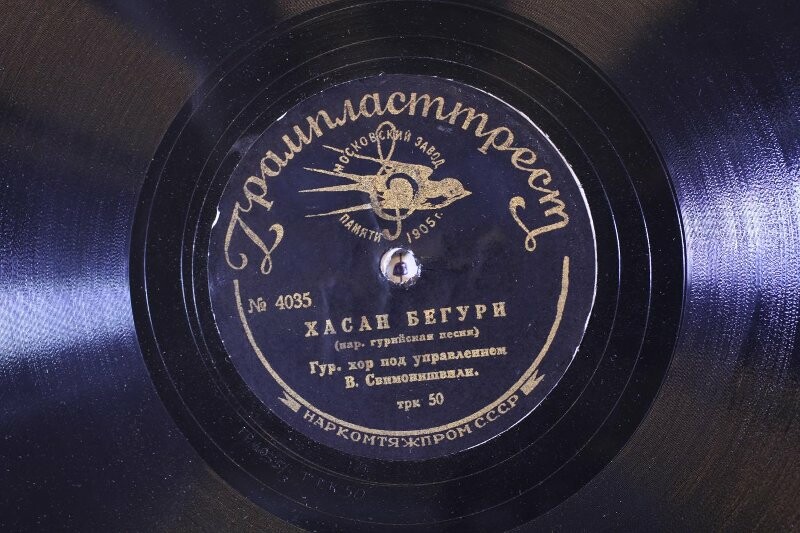 Грампласттрест
МОСКОВСКИЙ ЗАВОД
ПАМЯТИ 1905 г.
№ 4035
ХАСАН БЕГУРИ
(нар. гурийская песня)
Гур. хор под управлением
В. Свимонишвили.
трк 50
НАРКОМТЯЖПРОМ СССР